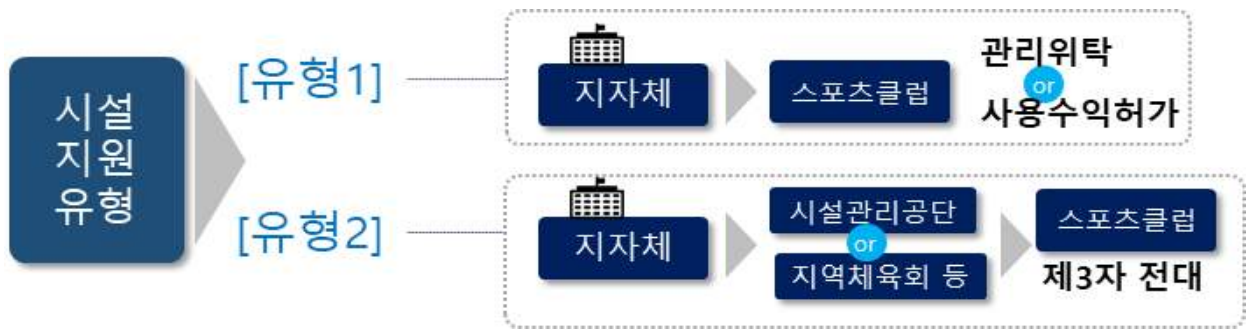 시설
지원
유형
[유형1]
지자체
스포츠클럽
관리위탁
or
사용수익허가
[유형2]
지자체
시설관리공단
or
지역체육회 등
스포츠클럽
제3자 전대